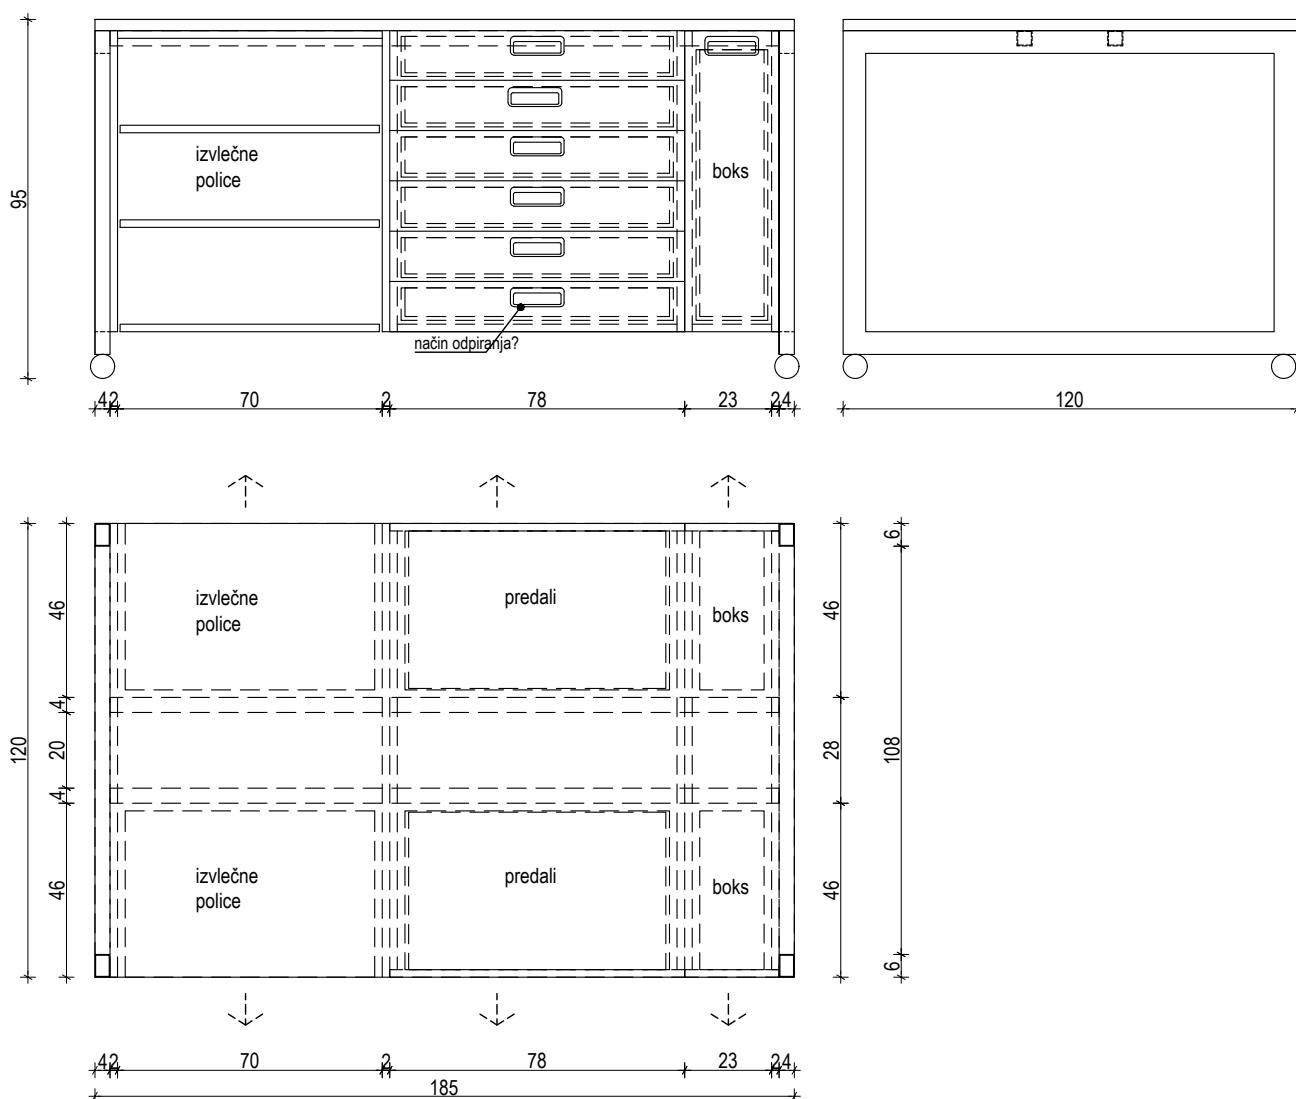 95
izvlečne
police
boks
način odpiranja?
4 2 70 2 78 23 2 4
120
6
46
izvlečne
police
predali
boks
46
4
120
20
28
108
4
46
izvlečne
police
predali
boks
46
6
4 2 70 2 78 23 2 4
185